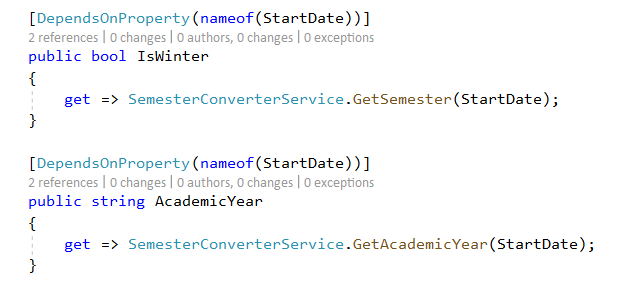 [DependsOnProperty(nameof(StartDate))]
2 references | 0 changes | 0 authors, 0 changes | 0 exceptions
public bool IsWinter
{
    get => SemesterConverterService.GetSemester(StartDate);
}
[DependsOnProperty(nameof(StartDate))]
2 references | 0 changes | 0 authors, 0 changes | 0 exceptions
public string AcademicYear
{
    get => SemesterConverterService.GetAcademicYear(StartDate);
}